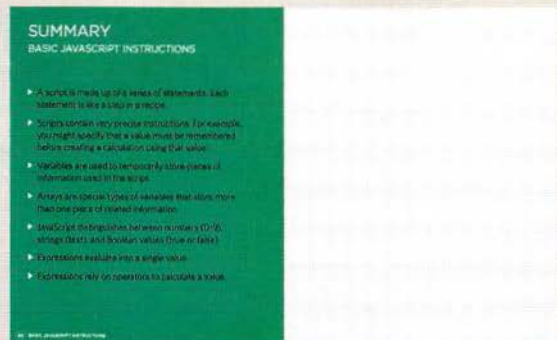 SUMMARY
BASIC JAVASCRIPT INSTRUCTIONS
A script is made up of a series of statements. Each
statement is like a step in a recipe.
Scripts contain very precise instructions. For example,
you might specify that a value must be remembered
before creating a calculation using that value.
Variables are used to temporarily store pieces of
information used in the script.
Arrays are special types of variables that store more
than one piece of related information.
JavaScript distinguishes between numbers (0-9),
strings (text), and Boolean values (true or false).
Expressions evaluate into a single value.
Expressions rely on operators to calculate a value.
BASIC JAVASCRIPT INSTRUCTIONS